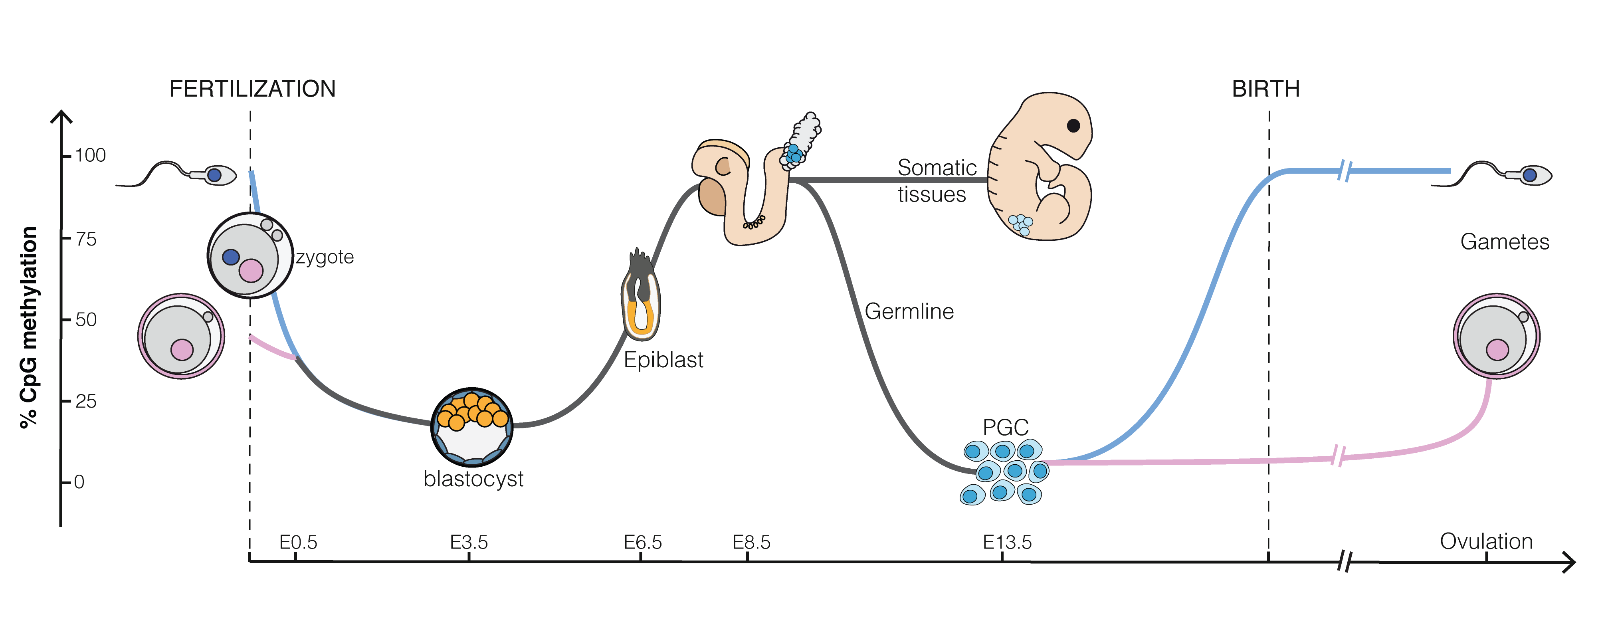 FERTILIZATION
BIRTH
% CpG methylation
100
75
50
25
0
zygote
blastocyst
Epiblast
Somatic
tissues
Germline
PGC
Gametes
E0.5
E3.5
E6.5
E8.5
E13.5
Ovulation